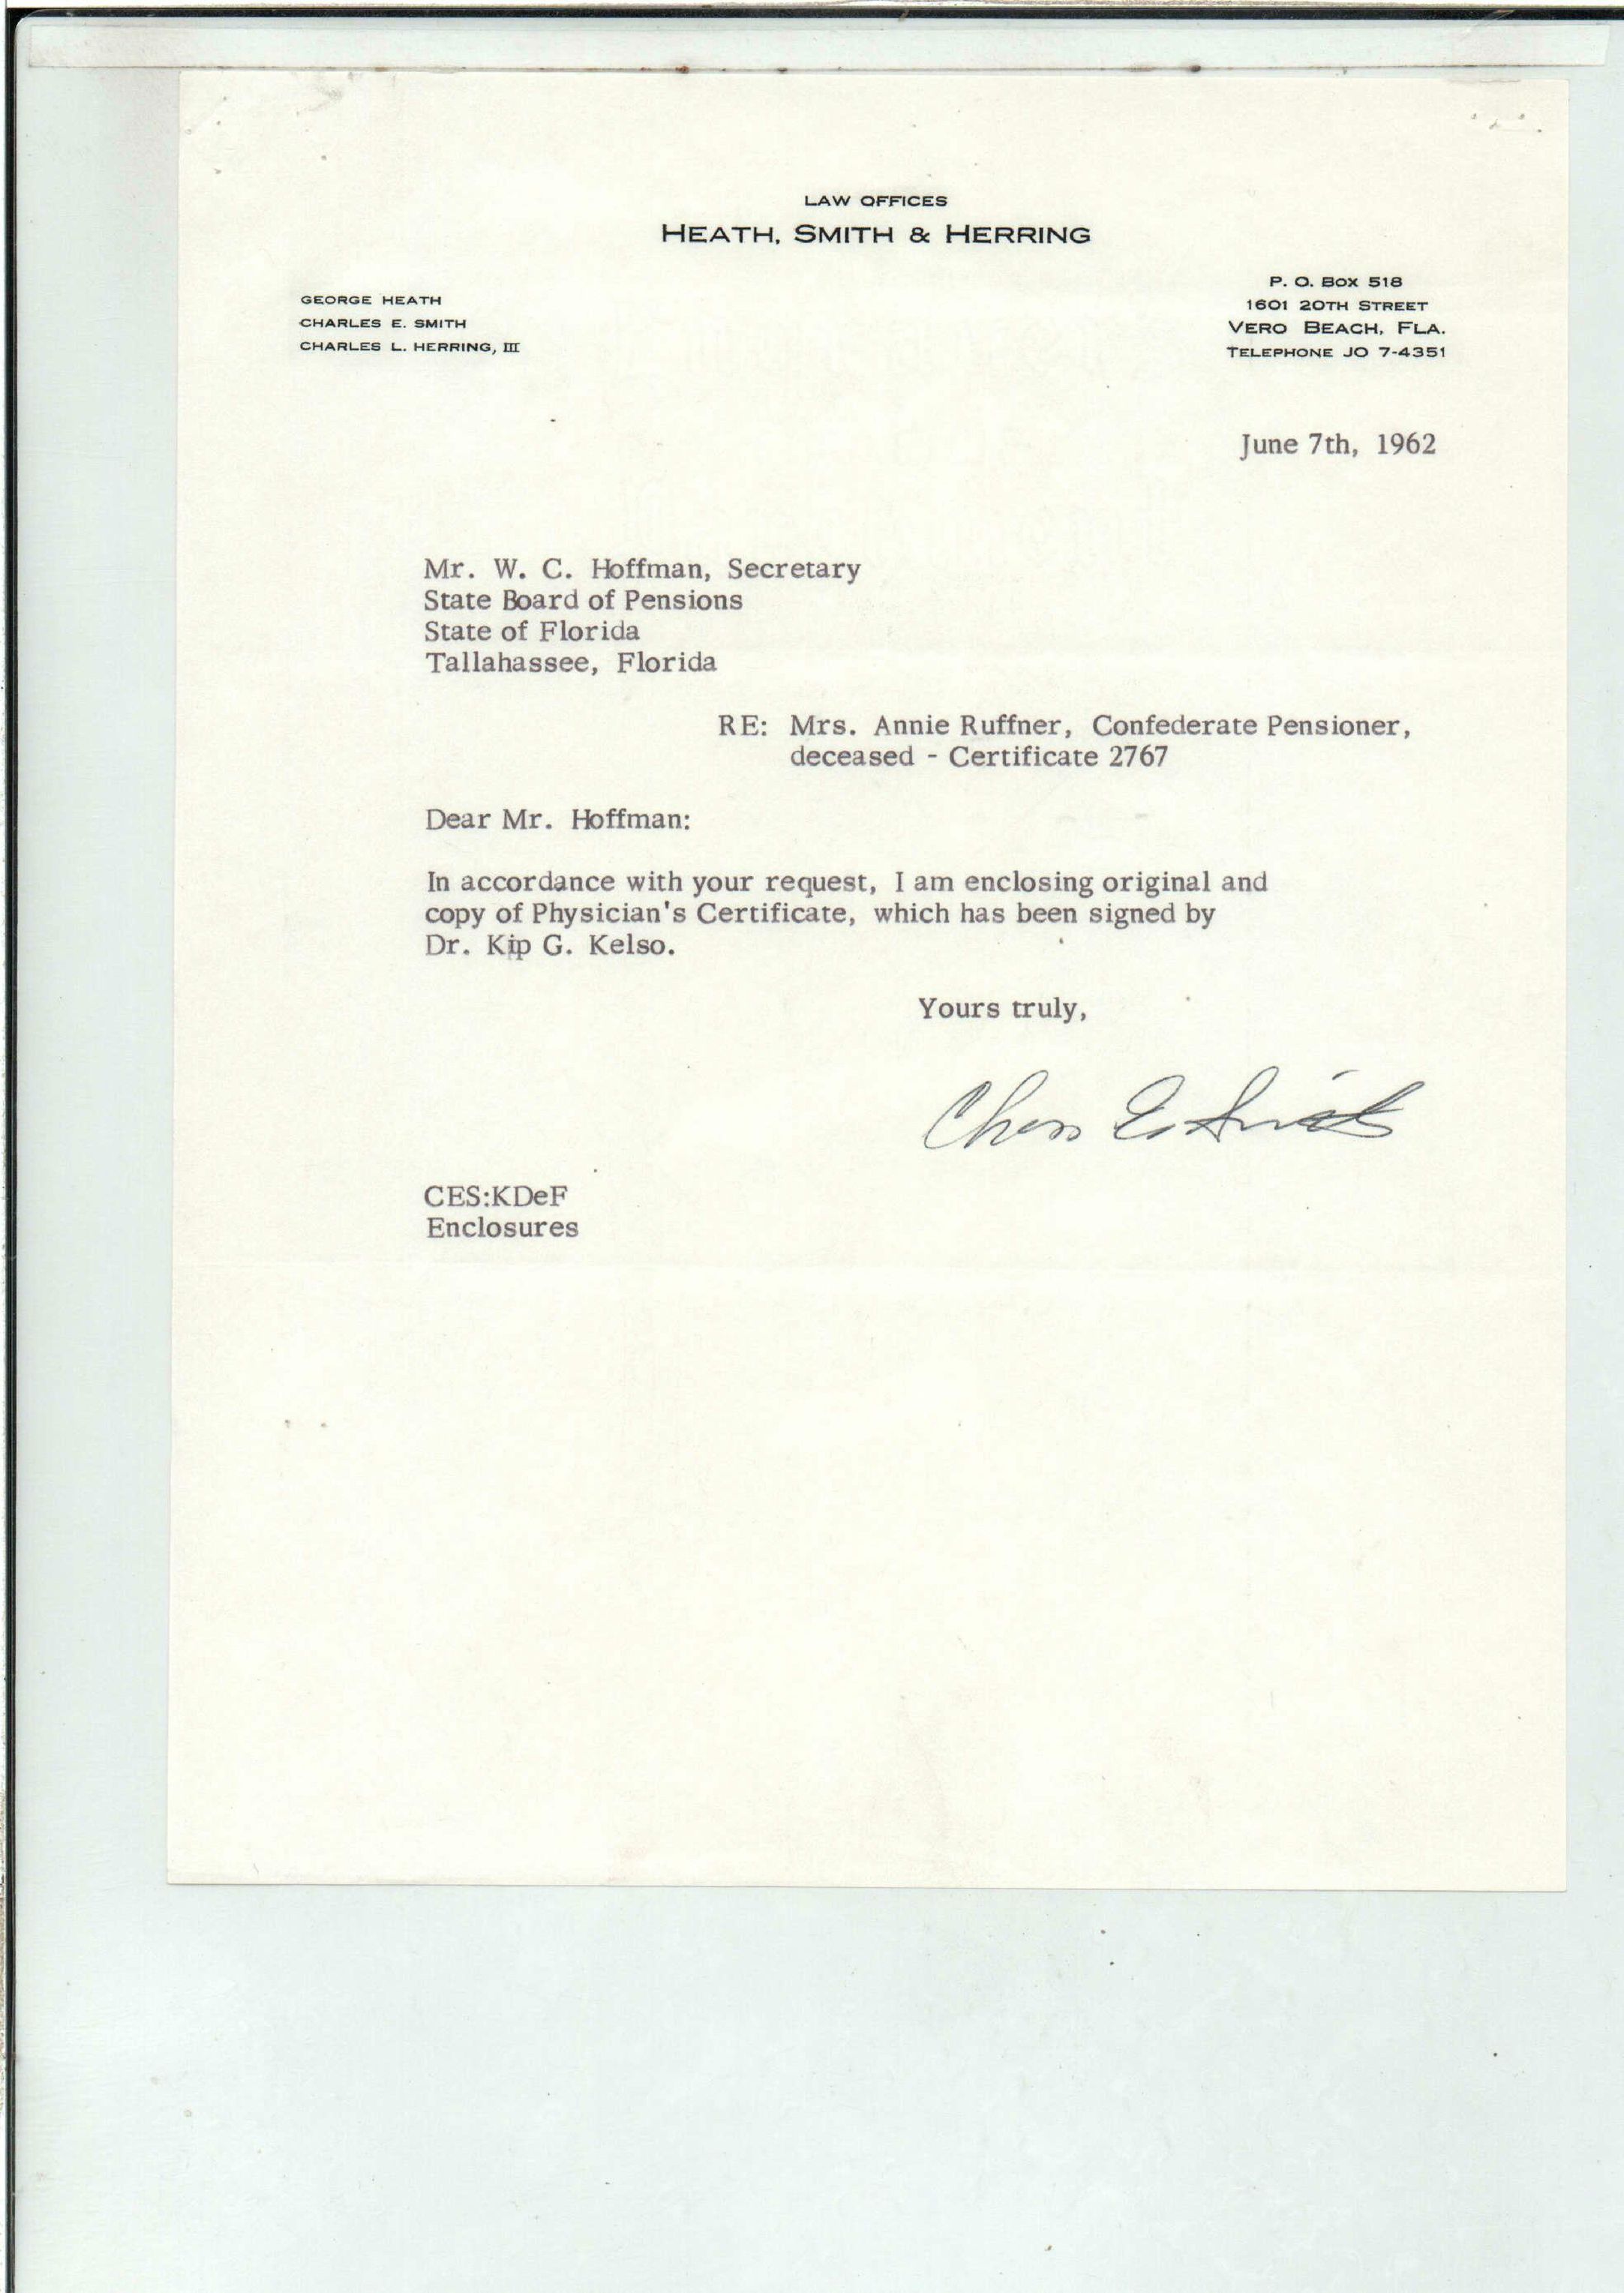 LAW OFFICES
HEATH, SMITH & HERRING
GEORGE HEATH
CHARLES E. SMITH
CHARLES L. HERRING, III
P. O. BOX 518
1601 20TH STREET
VERO BEACH, FLA.
TELEPHONE JO 7-4351
June 7th, 1962
Mr. W. C. Hoffman, Secretary
State Board of Pensions
State of Florida
Tallahassee, Florida
RE: Mrs. Annie Ruffner, Confederate Pensioner,
deceased - Certificate 2767
Dear Mr. Hoffman:
In accordance with your request, I am enclosing original and
copy of Physician's Certificate, which has been signed by
Dr. Kip G. Kelso.
Yours truly,
Chas E. Smith
CES:KDeF
Enclosures